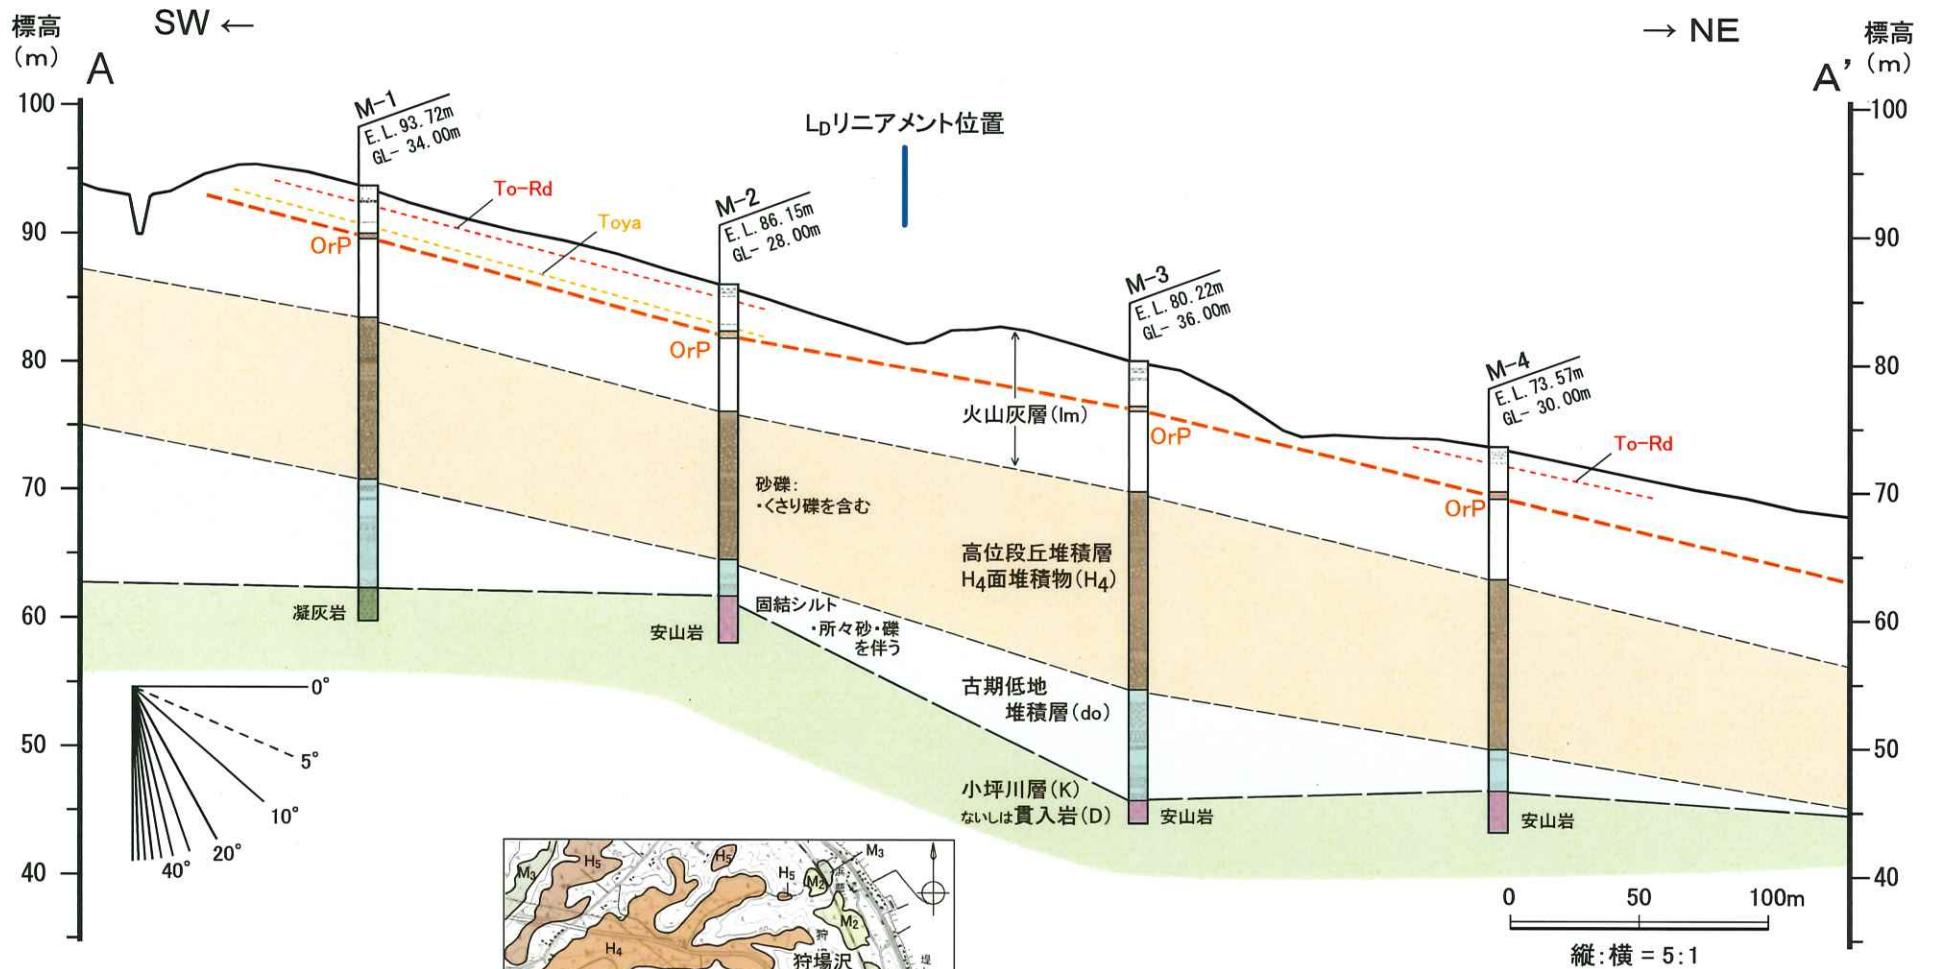 標高
（m）
SW ←
→ NE
標高
（m）
A
A’
100
90
80
70
60
50
40
100
90
80
70
60
50
40
M-1
E.L.93.72m
GL- 34.00m
To-Rd
Toya
OrP
M-2
E.L.86.15m
GL- 28.00m
OrP
LDリニアメント位置
M-3
E.L.80.22m
GL- 36.00m
火山灰層（lm）
OrP
M-4
E.L.73.57m
GL- 30.00m
To-Rd
OrP
砂礫：
・くさり礫を含む
高位段丘堆積層
H4面堆積物（H4）
凝灰岩
安山岩
固結シルト
・所々砂・礫
を伴う
古期低地
堆積層（do）
小坪川層（K）
ないしは貫入岩（D）
安山岩
安山岩
0°
5°
10°
20°
40°
M3
H5
H5
H5
M2
M3
M2
H4
狩
狩場沢
堤
0 50 100m
縦：横 = 5：1